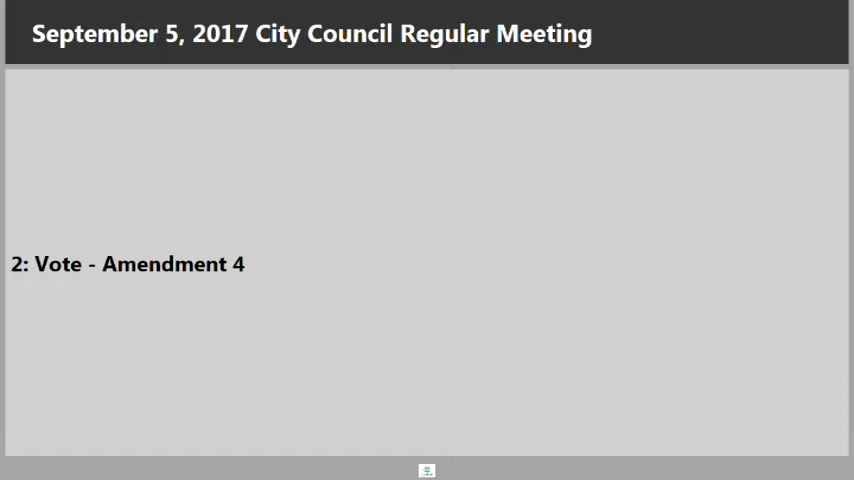 September 5, 2017 City Council Regular Meeting
2: Vote - Amendment 4